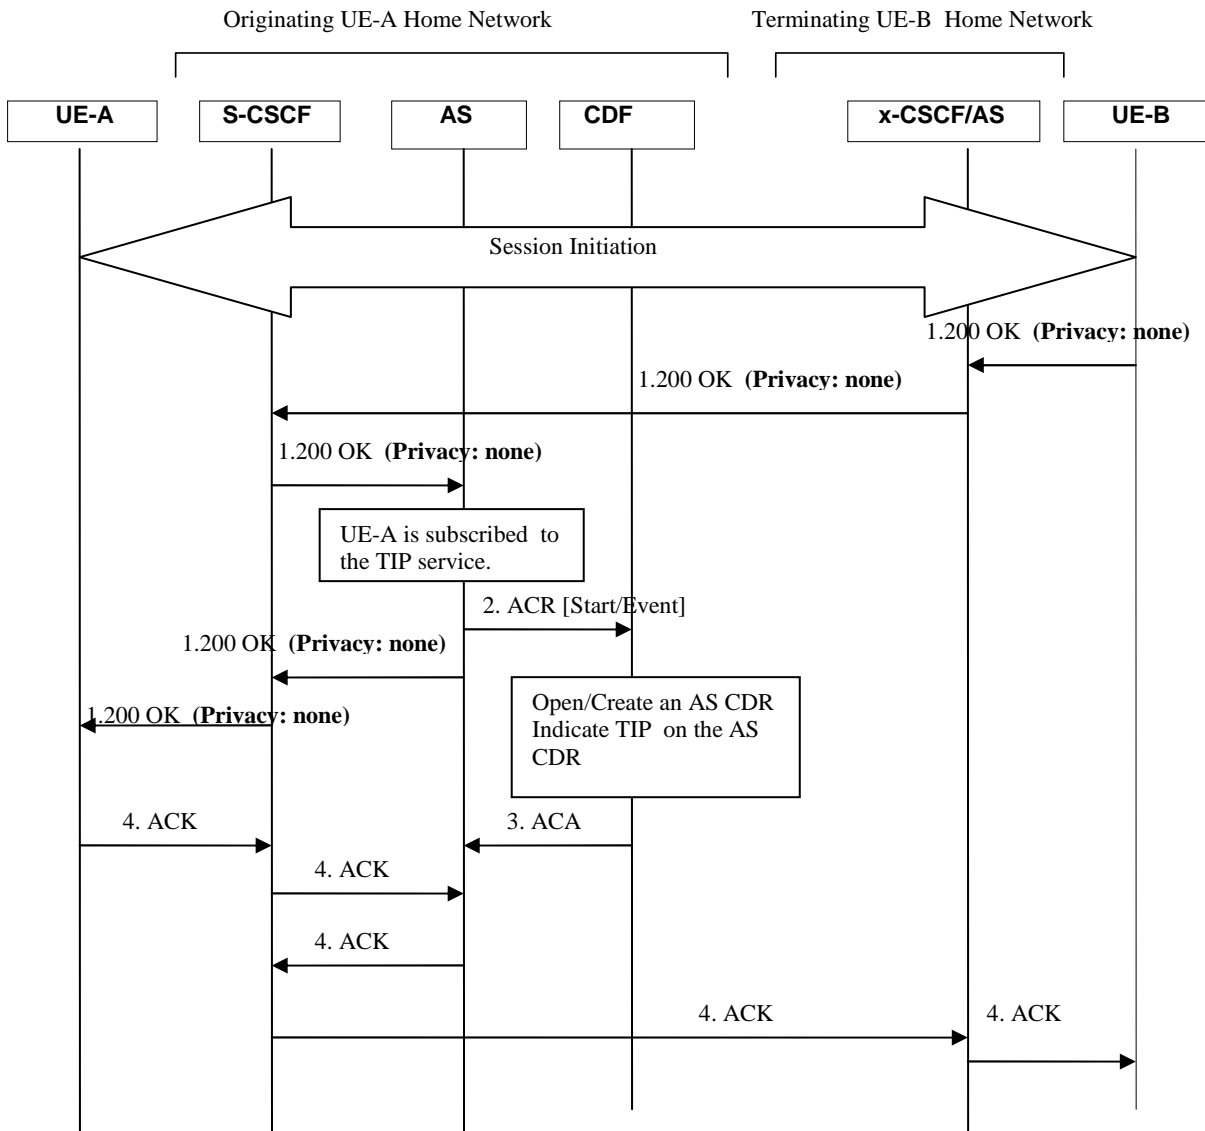 Originating UE-A Home Network
Terminating UE-B  Home Network
UE-A
S-CSCF
AS
CDF
x-CSCF/AS
UE-B
Session Initiation
1.200 OK  (Privacy: none)
1.200 OK  (Privacy: none)
1.200 OK  (Privacy: none)
UE-A is subscribed  to
the TIP service.
2. ACR [Start/Event]
1.200 OK  (Privacy: none)
Open/Create an AS CDR
Indicate TIP  on the AS
CDR
1.200 OK  (Privacy: none)
4. ACK
3. ACA
4. ACK
4. ACK
4. ACK
4. ACK